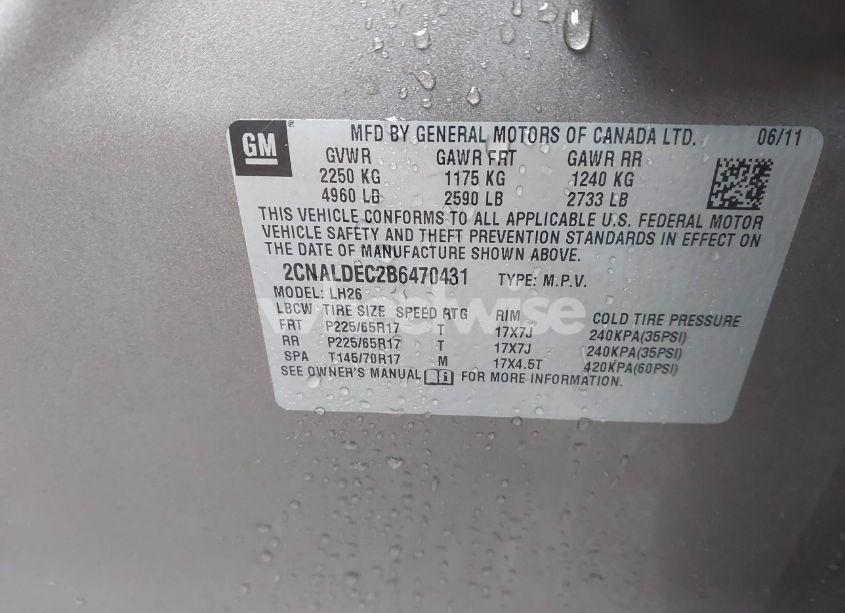 GM
MFD BY GENERAL MOTORS OF CANADA LTD. 06/11
GVWR GAWR FRT GAWR RR
2250 KG 1175 KG 1240 KG
4960 LB 2590 LB 2733 LB
THIS VEHICLE CONFORMS TO ALL APPLICABLE U.S. FEDERAL MOTOR
VEHICLE SAFETY AND THEFT PREVENTION STANDARDS IN EFFECT ON
THE DATE OF MANUFACTURE SHOWN ABOVE.
2CNALDEC2B6470431 TYPE: M.P.V.
MODEL: LH26
LBCW TIRE SIZE SPEED RTG RIM COLD TIRE PRESSURE
FRT P225/65R17 T 17X7J 240KPA(35PSI)
RR P225/65R17 T 17X7J 240KPA(35PSI)
SPA T145/70R17 M 17X4.5T 420KPA(60PSI)
SEE OWNER'S MANUAL FOR MORE INFORMATION.
wheelwise